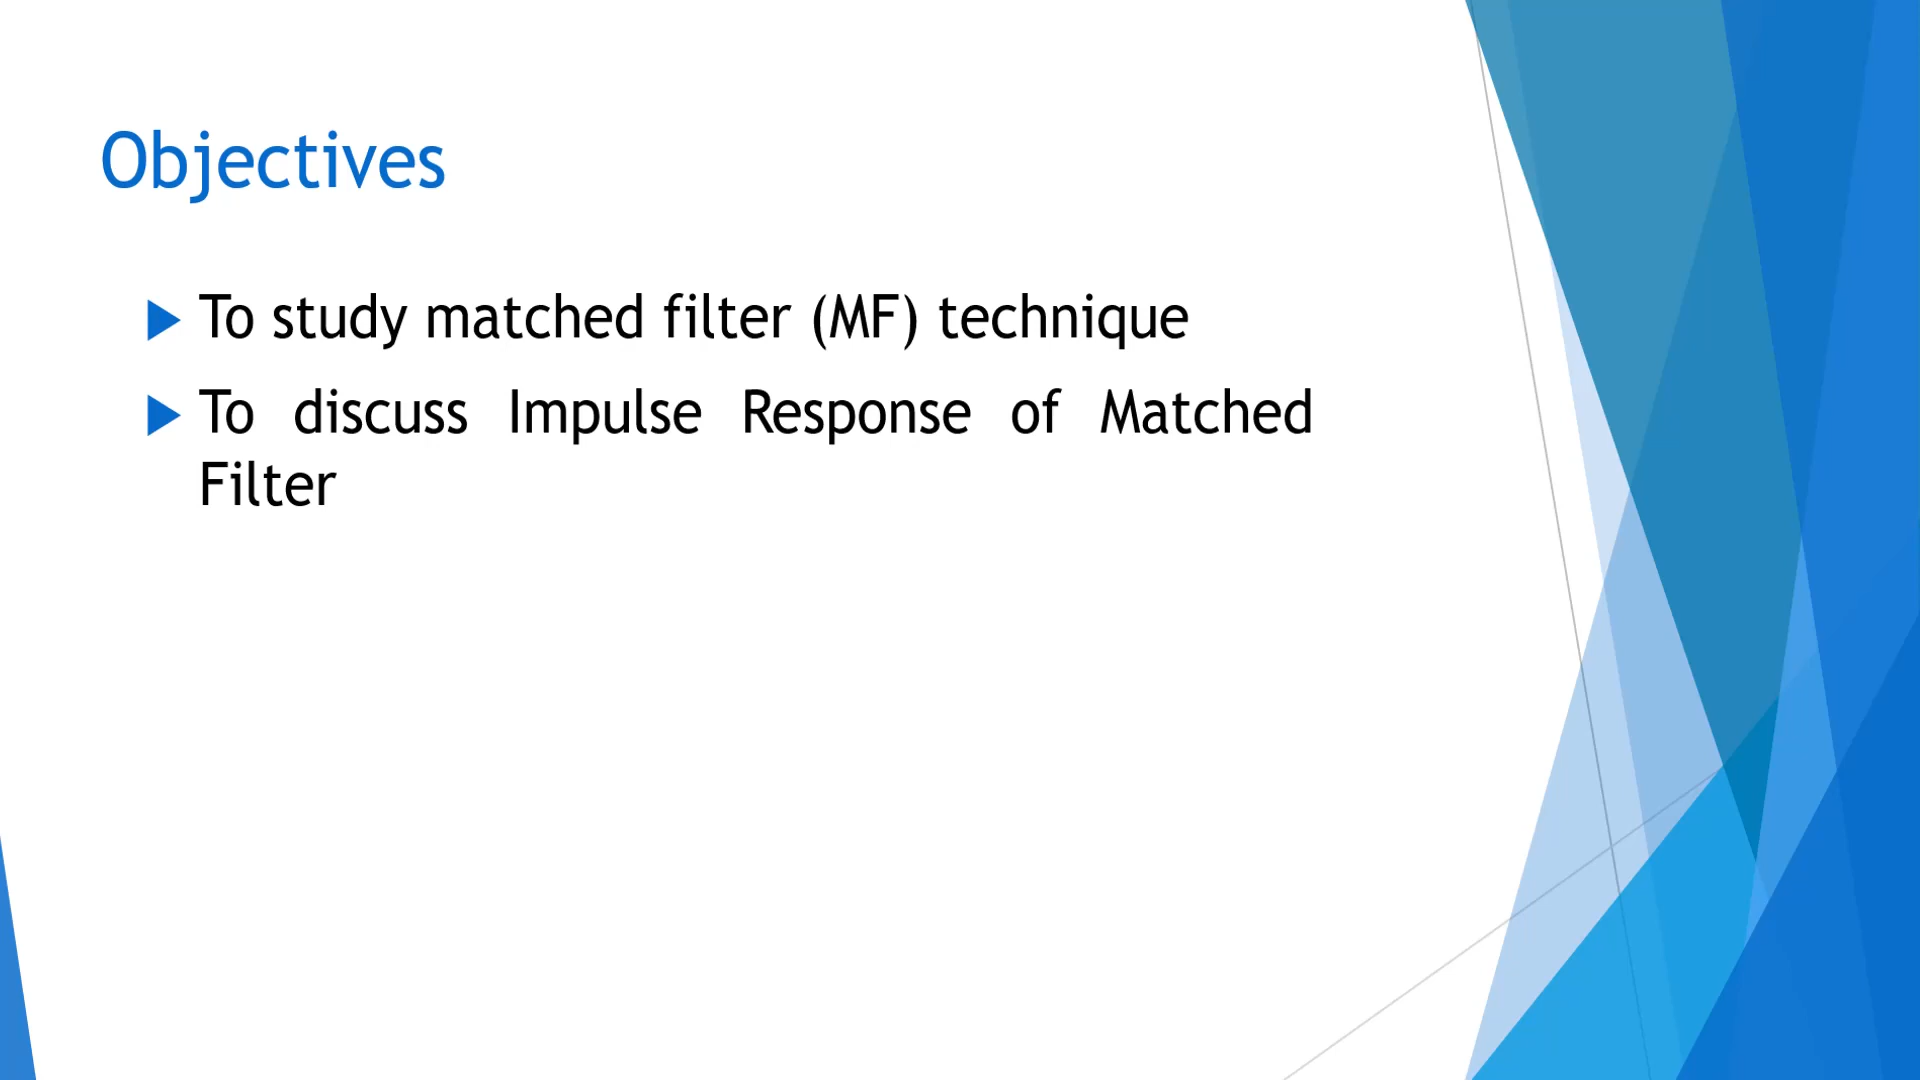 Objectives
To study matched filter (MF) technique
To discuss Impulse Response of Matched
Filter